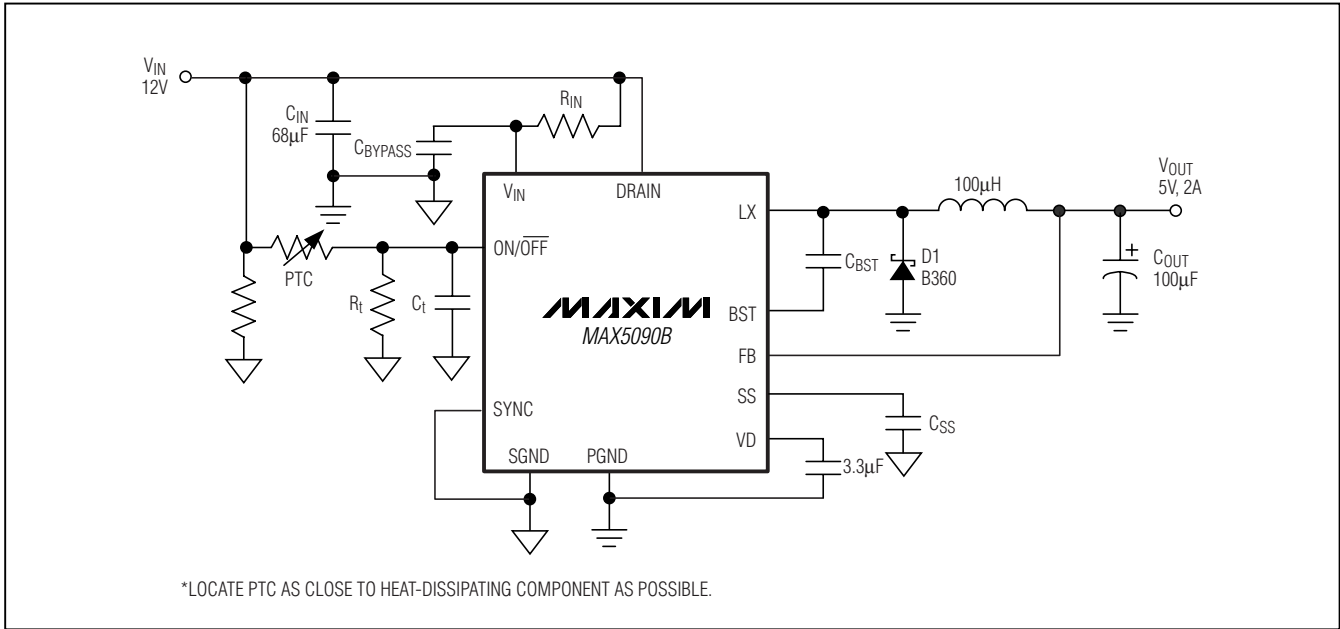 VIN
12V
CIN
68µF
CBYPASS
RIN
VIN
DRAIN
LX
100µH
VOUT
5V, 2A
PTC
ON/OFF
Rt
Ct
CBST
D1
B360
COUT
100µF
+
MAXIM
MAX5090B
BST
FB
SYNC
SS
CSS
VD
SGND
PGND
3.3µF
*LOCATE PTC AS CLOSE TO HEAT-DISSIPATING COMPONENT AS POSSIBLE.